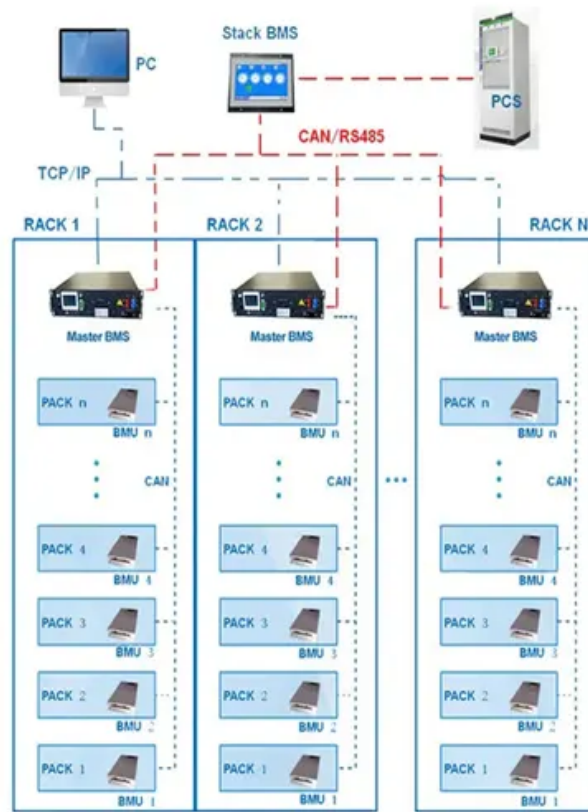 PC
Stack BMS
PCS
CAN/RS485
TCP/IP
RACK 1
RACK 2
RACK N
Master BMS
Master BMS
Master BMS
PACK n
BMU n
PACK n
BMU n
PACK n
BMU n
CAN
CAN
...
CAN
PACK 4
BMU 4
PACK 4
BMU 4
PACK 4
BMU 4
PACK 3
BMU 3
PACK 3
BMU 3
PACK 3
BMU 3
PACK 2
BMU 2
PACK 2
BMU 2
PACK 2
BMU 2
PACK 1
BMU 1
PACK 1
BMU 1
PACK 1
BMU 1